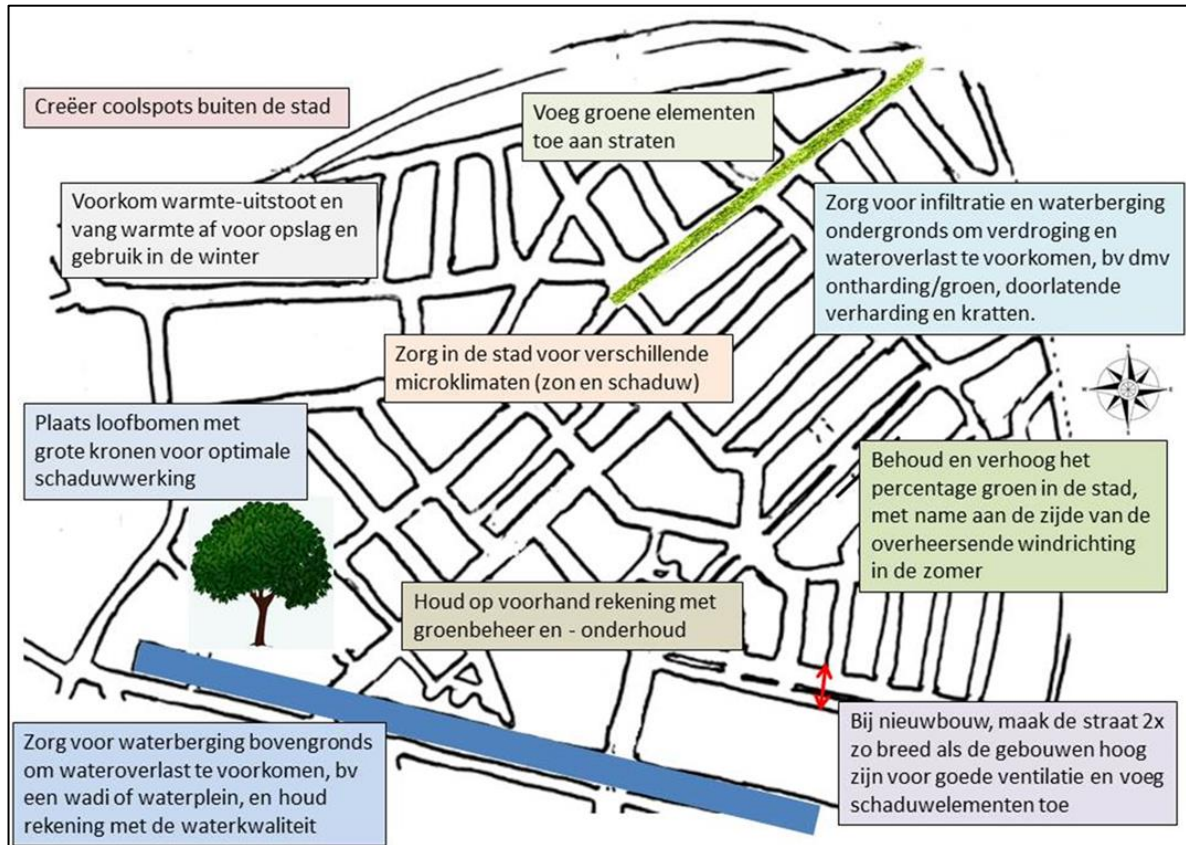 Creëer coolspots buiten de stad
Voeg groene elementen
toe aan straten
Voorkom warmte-uitstoot en
vang warmte af voor opslag en
gebruik in de winter
Zorg voor infiltratie en waterberging
ondergronds om verdroging en
wateroverlast te voorkomen, bv dmv
ontharding/groen, doorlatende
verharding en kratten.
Zorg in de stad voor verschillende
microklimaten (zon en schaduw)
Plaats loofbomen met
grote kronen voor optimale
schaduwwerking
Behoud en verhoog het
percentage groen in de stad,
met name aan de zijde van de
overheersende windrichting
in de zomer
Houd op voorhand rekening met
groenbeheer en - onderhoud
Zorg voor waterberging bovengronds
om wateroverlast te voorkomen, bv
een wadi of waterplein, en houd
rekening met de waterkwaliteit
Bij nieuwbouw, maak de straat 2x
zo breed als de gebouwen hoog
zijn voor goede ventilatie en voeg
schaduwelementen toe